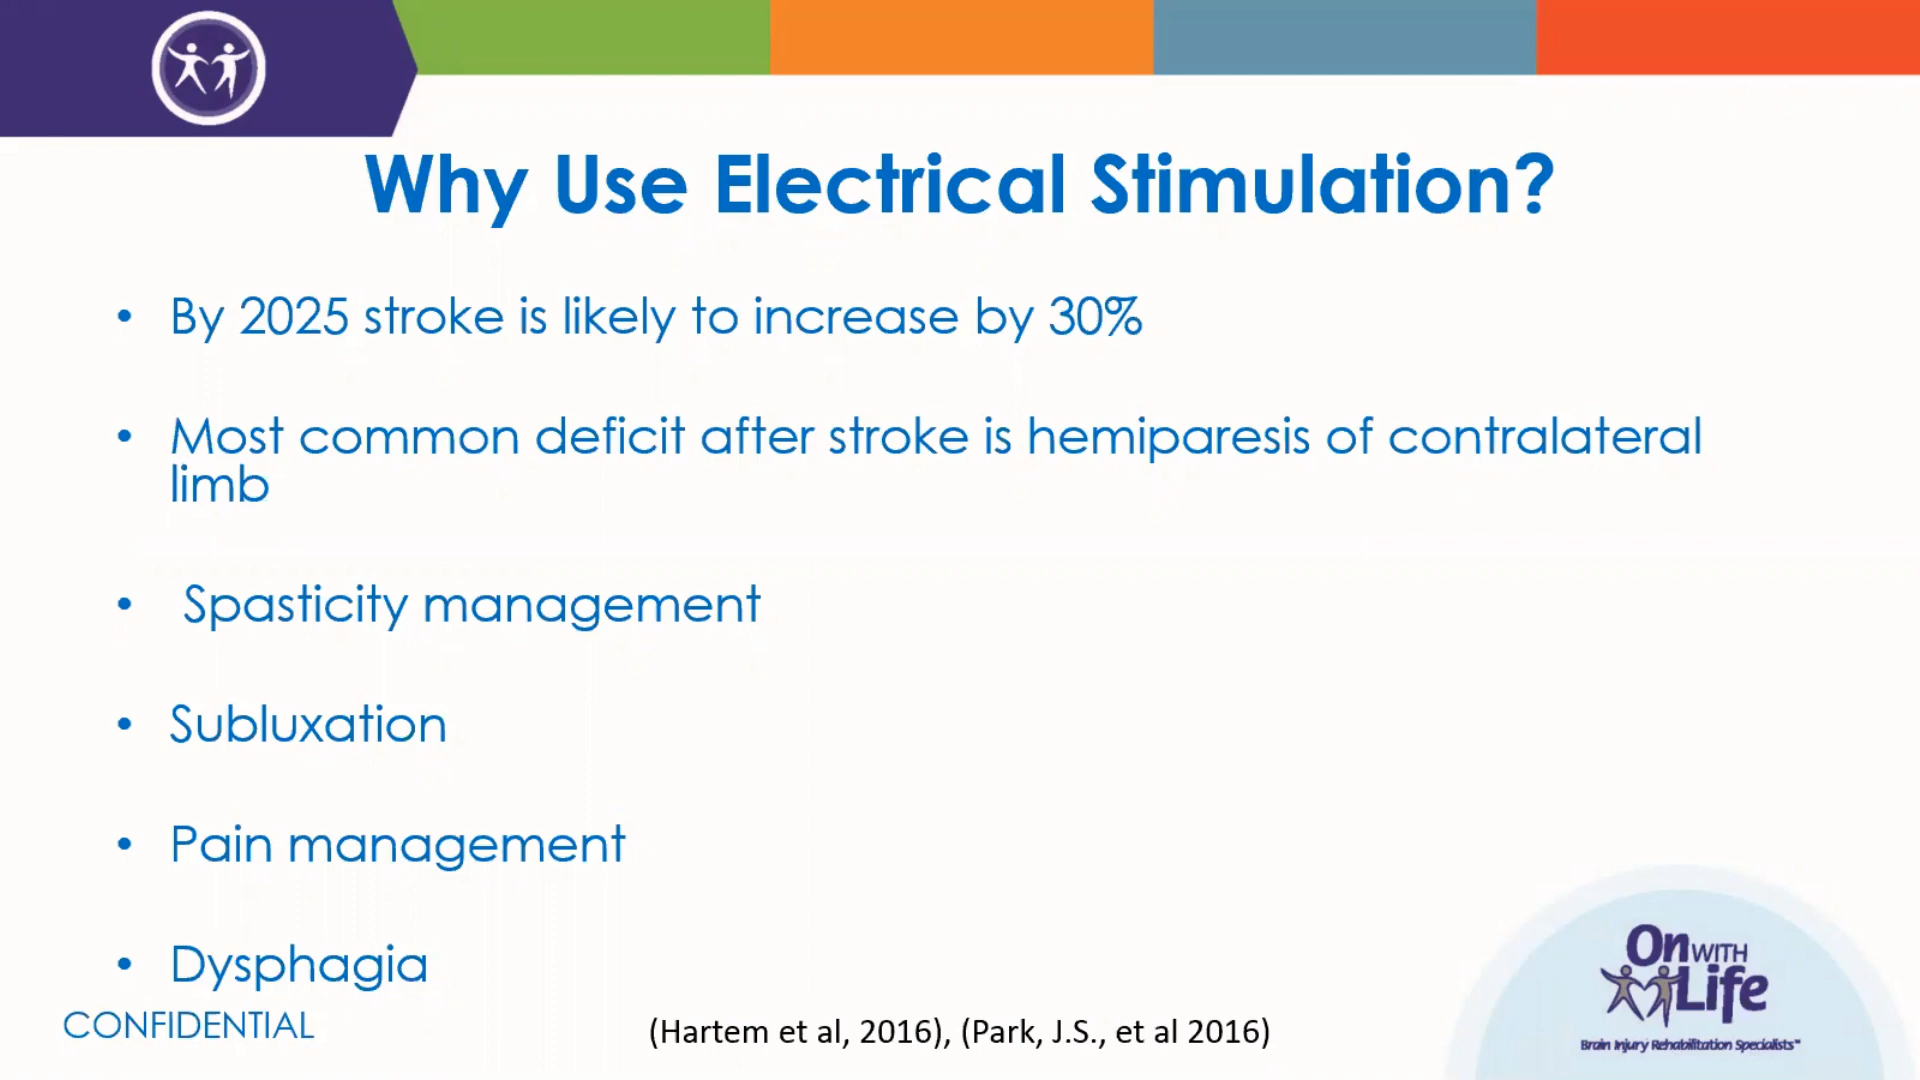 Why Use Electrical Stimulation?
• By 2025 stroke is likely to increase by 30%
• Most common deficit after stroke is hemiparesis of contralateral
limb
• Spasticity management
• Subluxation
• Pain management
• Dysphagia
CONFIDENTIAL
(Hartem et al, 2016), (Park, J.S., et al 2016)
On WITH
Life
Brain Injury Rehabilitation Specialists℠